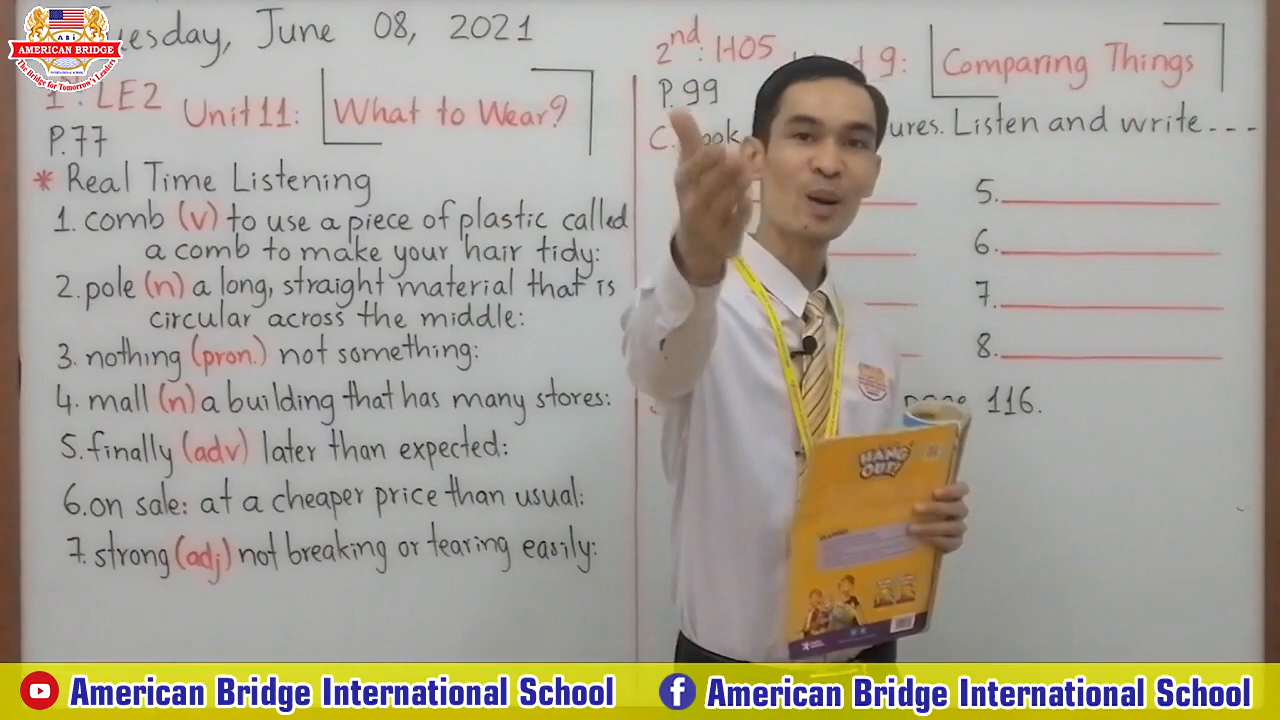 AMERICAN BRIDGE
The Bridge for Tomorrow's Leaders
Tuesday, June 08, 2021
1 : LE2
Unit 11: What to Wear?
P.77
* Real Time Listening
1. comb (v) to use a piece of plastic called
a comb to make your hair tidy:
2. pole (n) a long, straight material that is
circular across the middle:
3. nothing (pron.) not something:
4. mall (n) a building that has many stores:
5. finally (adv) later than expected:
6. on sale: at a cheaper price than usual:
7. strong (adj) not breaking or tearing easily:
2nd: HO5 9: Comparing Things
P.99
C. Listen and write ---
5.
6.
7.
8.
116.
HANG OUT!
American Bridge International School
American Bridge International School